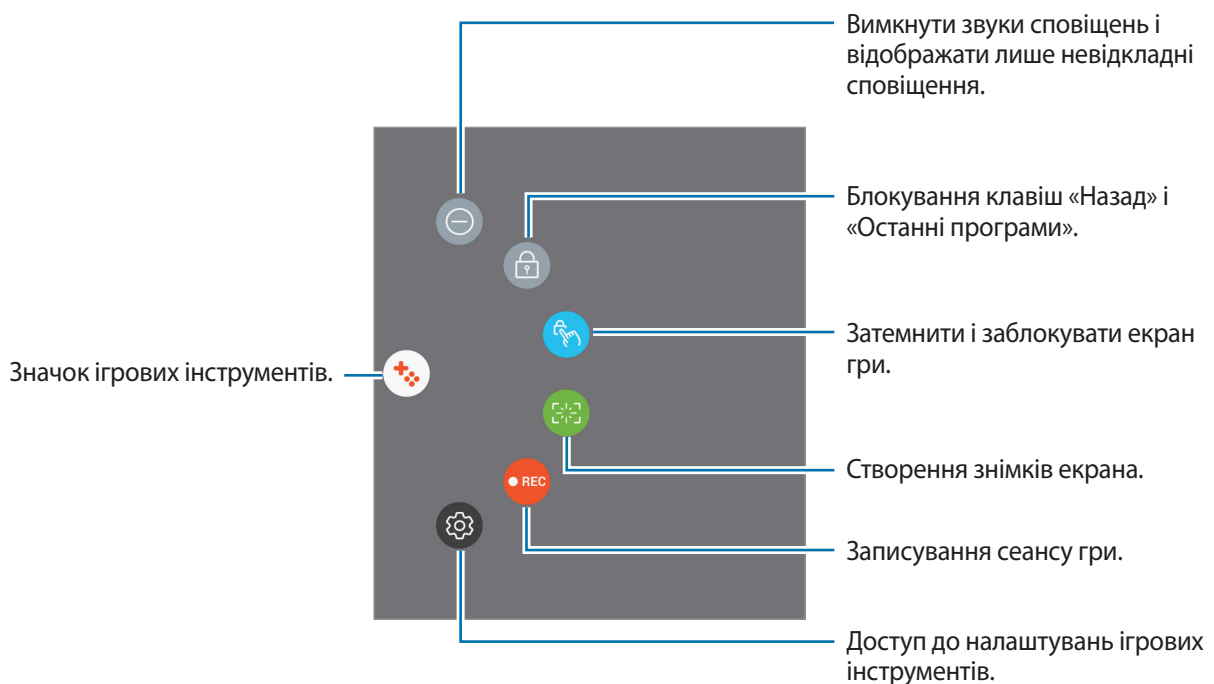 Вимкнути звуки сповіщень і
відображати лише невідкладні
сповіщення.
Блокування клавіш «Назад» і
«Останні програми».
Затемнити і заблокувати екран
гри.
Значок ігрових інструментів.
Створення знімків екрана.
REC
Записування сеансу гри.
Доступ до налаштувань ігрових
інструментів.